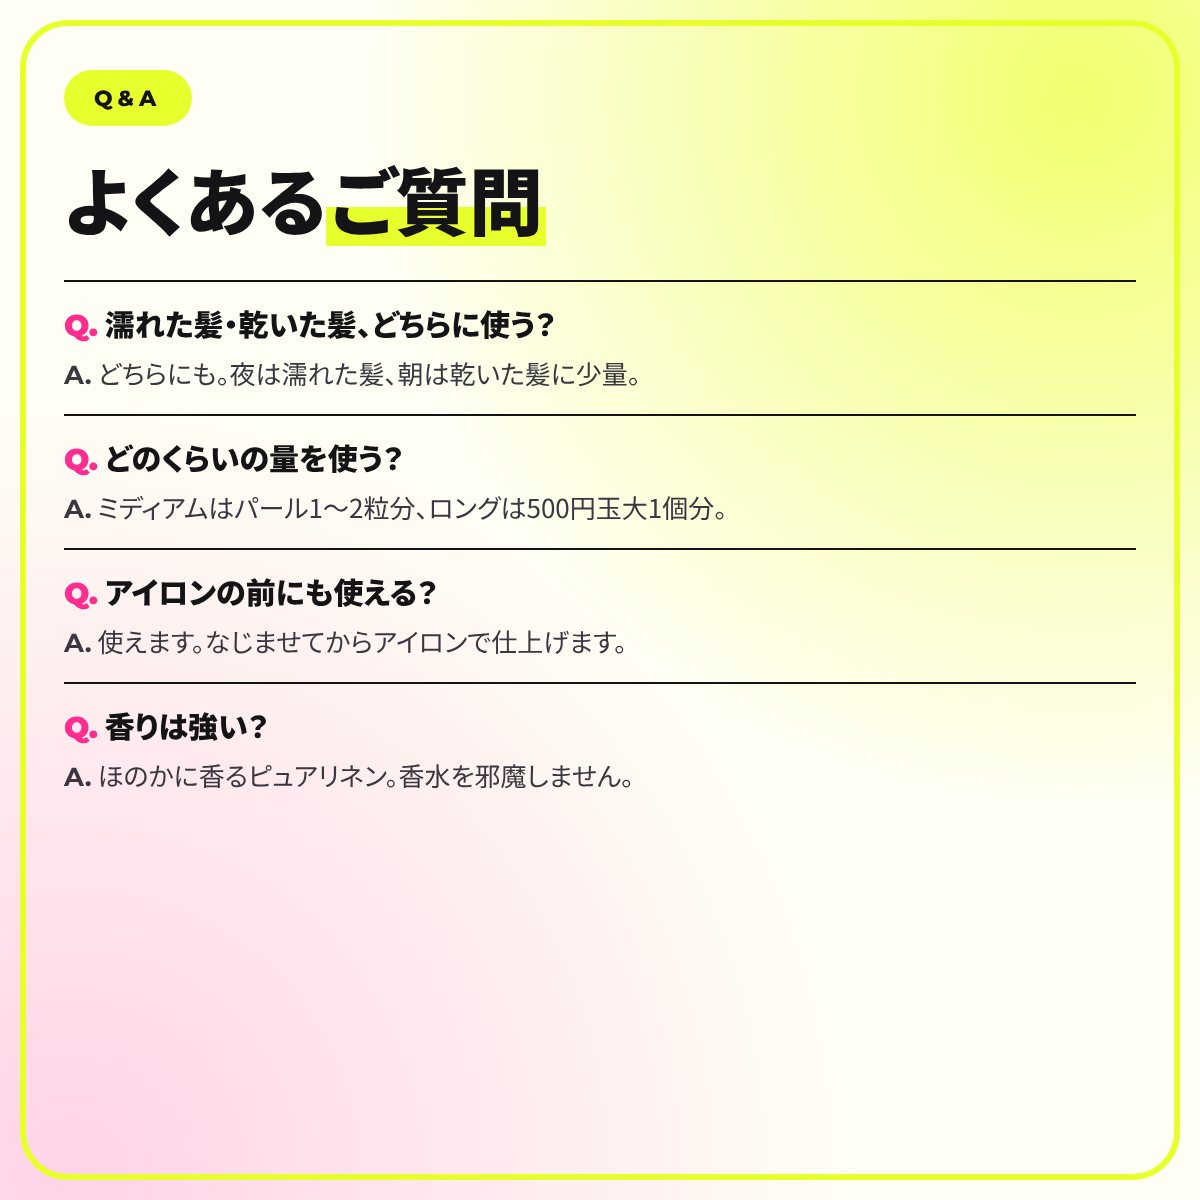 Q&A
よくあるご質問
Q. 濡れた髪・乾いた髪、どちらに使う?
A. どちらにも。夜は濡れた髪、朝は乾いた髪に少量。
Q. どのくらいの量を使う?
A. ミディアムはパール1〜2粒分、ロングは500円玉大1個分。
Q. アイロンの前にも使える?
A. 使えます。なじませてからアイロンで仕上げます。
Q. 香りは強い?
A. ほのかに香るピュアリネン。香水を邪魔しません。